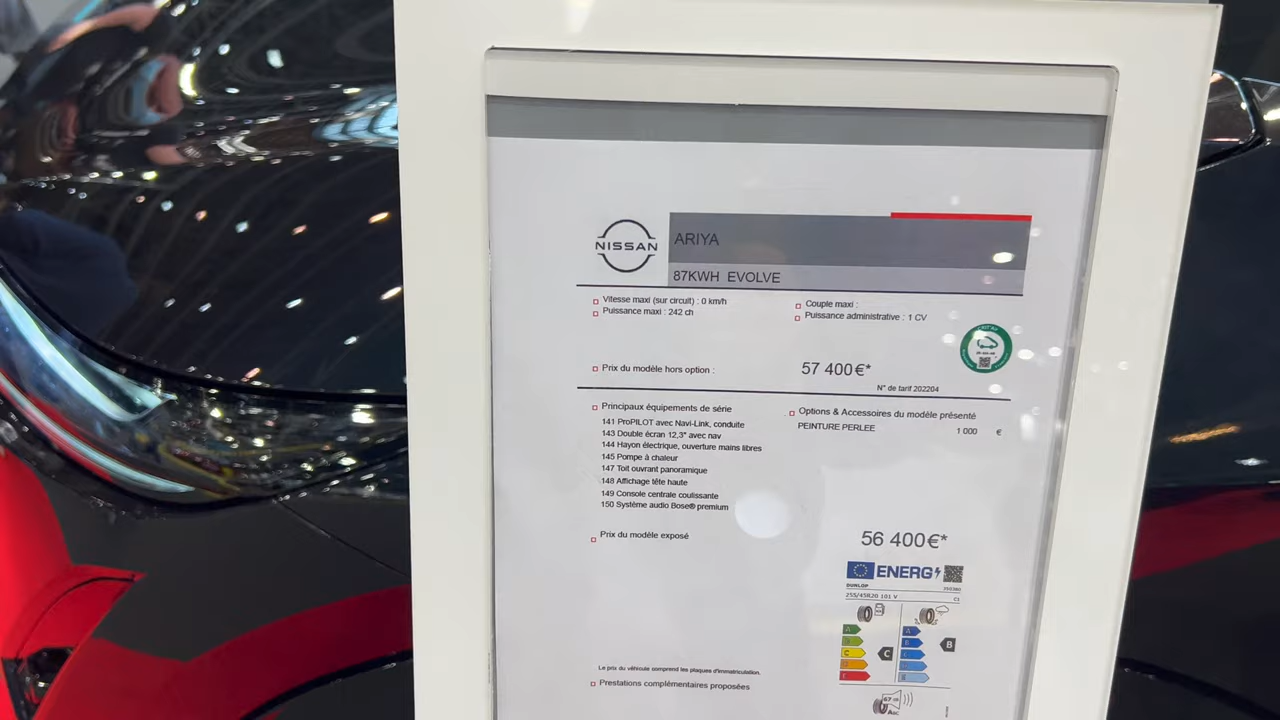 NISSAN
ARIYA
87KWH EVOLVE
Vitesse maxi (sur circuit) : 0 km/h
Puissance maxi : 242 ch
Couple maxi :
Puissance administrative : 1 CV
Prix du modèle hors option :
57 400€*
N° de tarif 202204
Principaux équipements de série
141 ProPILOT avec Navi-Link, conduite
143 Double écran 12,3" avec nav
144 Hayon électrique, ouverture mains libres
145 Pompe à chaleur
147 Toit ouvrant panoramique
148 Affichage tête haute
149 Console centrale coulissante
150 Système audio Bose® premium
Options & Accessoires du modèle présenté
PEINTURE PERLEE 1 000 €
Prix du modèle exposé
56 400€*
ENERG
DUNLOP
255/45R20 101 V C1
A
C
C
A
B
Le prix du véhicule comprend les plaques d'immatriculation.
Prestations complémentaires proposées